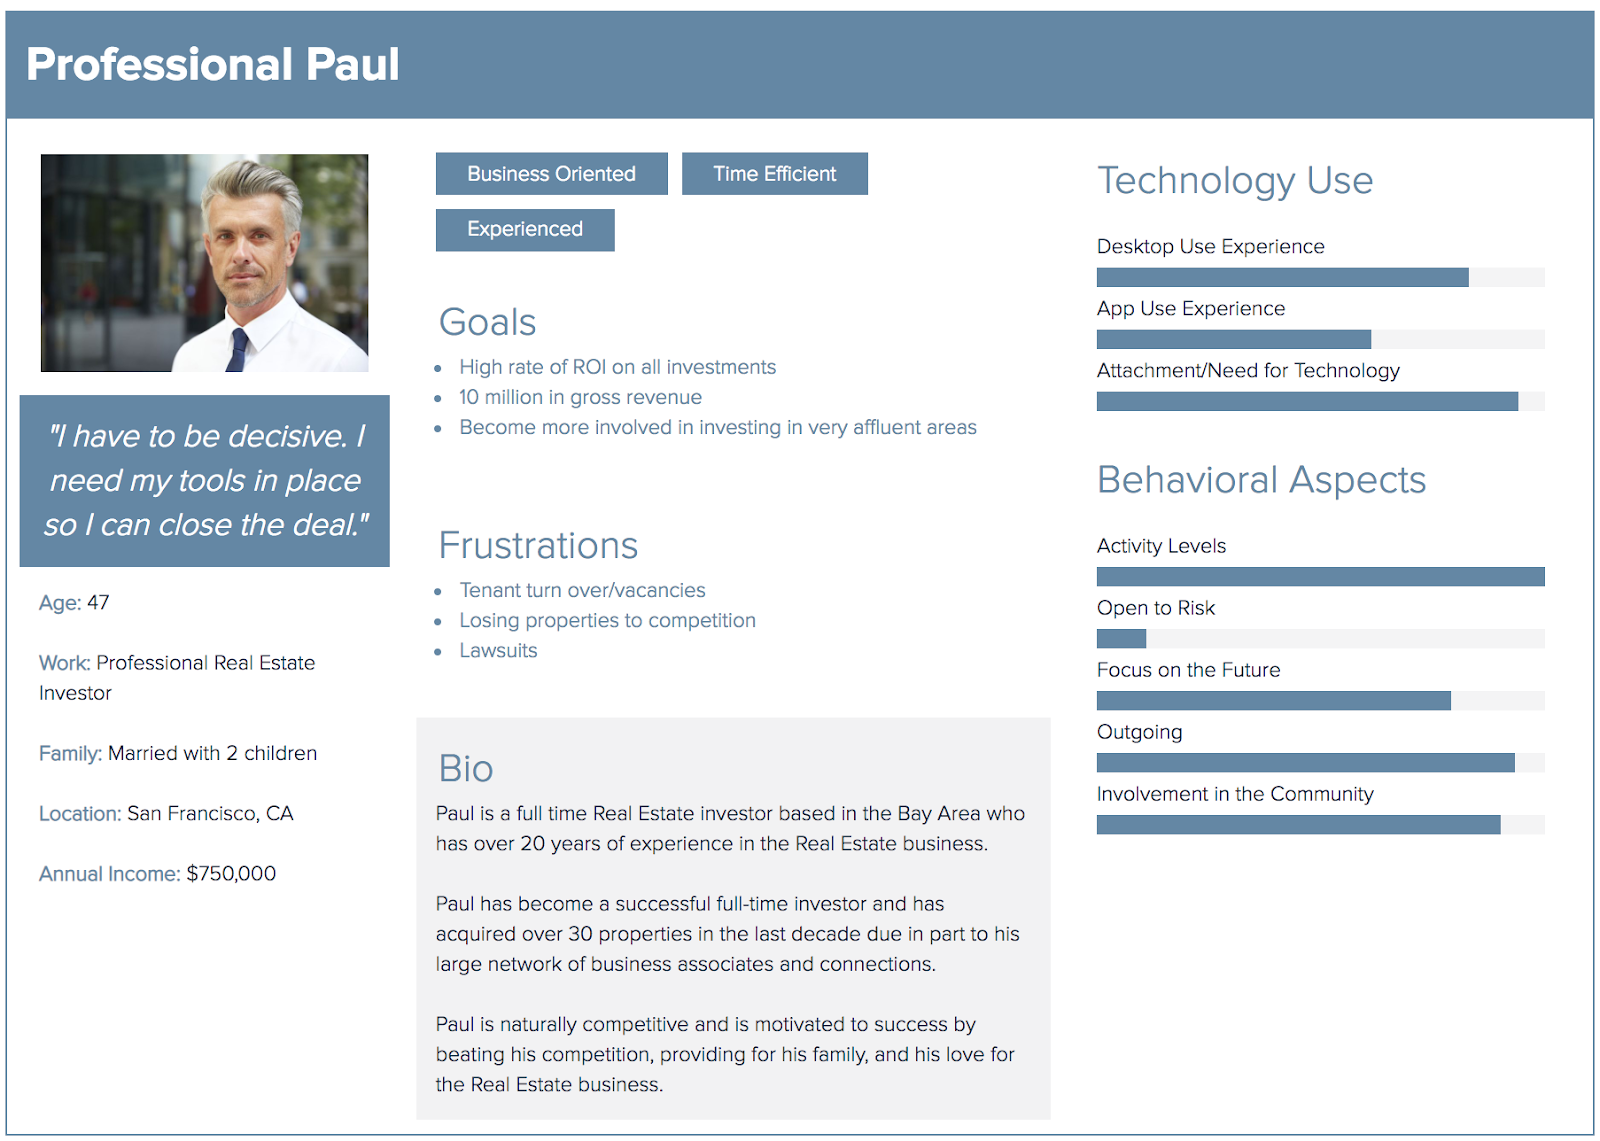 Professional Paul
"I have to be decisive. I
need my tools in place
so I can close the deal."
Age: 47
Work: Professional Real Estate
Investor
Family: Married with 2 children
Location: San Francisco, CA
Annual Income: $750,000
Business Oriented
Time Efficient
Experienced
Goals
• High rate of ROI on all investments
• 10 million in gross revenue
• Become more involved in investing in very affluent areas
Frustrations
• Tenant turn over/vacancies
• Losing properties to competition
• Lawsuits
Bio
Paul is a full time Real Estate investor based in the Bay Area who
has over 20 years of experience in the Real Estate business.
Paul has become a successful full-time investor and has
acquired over 30 properties in the last decade due in part to his
large network of business associates and connections.
Paul is naturally competitive and is motivated to success by
beating his competition, providing for his family, and his love for
the Real Estate business.
Technology Use
Desktop Use Experience
App Use Experience
Attachment/Need for Technology
Behavioral Aspects
Activity Levels
Open to Risk
Focus on the Future
Outgoing
Involvement in the Community